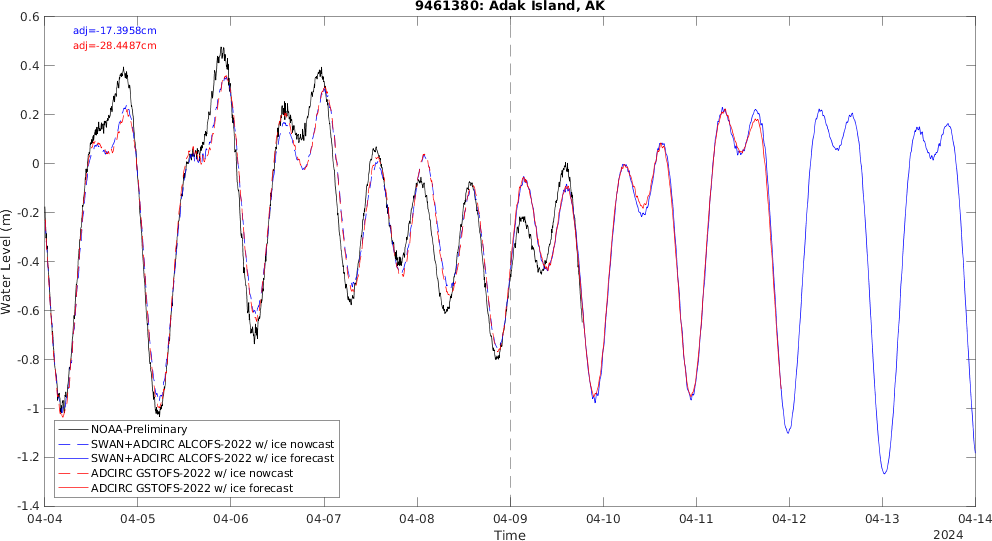 9461380: Adak Island, AK
adj=-17.3958cm
adj=-28.4487cm
Water Level (m)
0.6
0.4
0.2
0
-0.2
-0.4
-0.6
-0.8
-1
-1.2
-1.4
NOAA-Preliminary
SWAN+ADCIRC ALCOFS-2022 w/ ice nowcast
SWAN+ADCIRC ALCOFS-2022 w/ ice forecast
ADCIRC GSTOFS-2022 w/ ice nowcast
ADCIRC GSTOFS-2022 w/ ice forecast
04-04 04-05 04-06 04-07 04-08 04-09 04-10 04-11 04-12 04-13 04-14
Time
2024